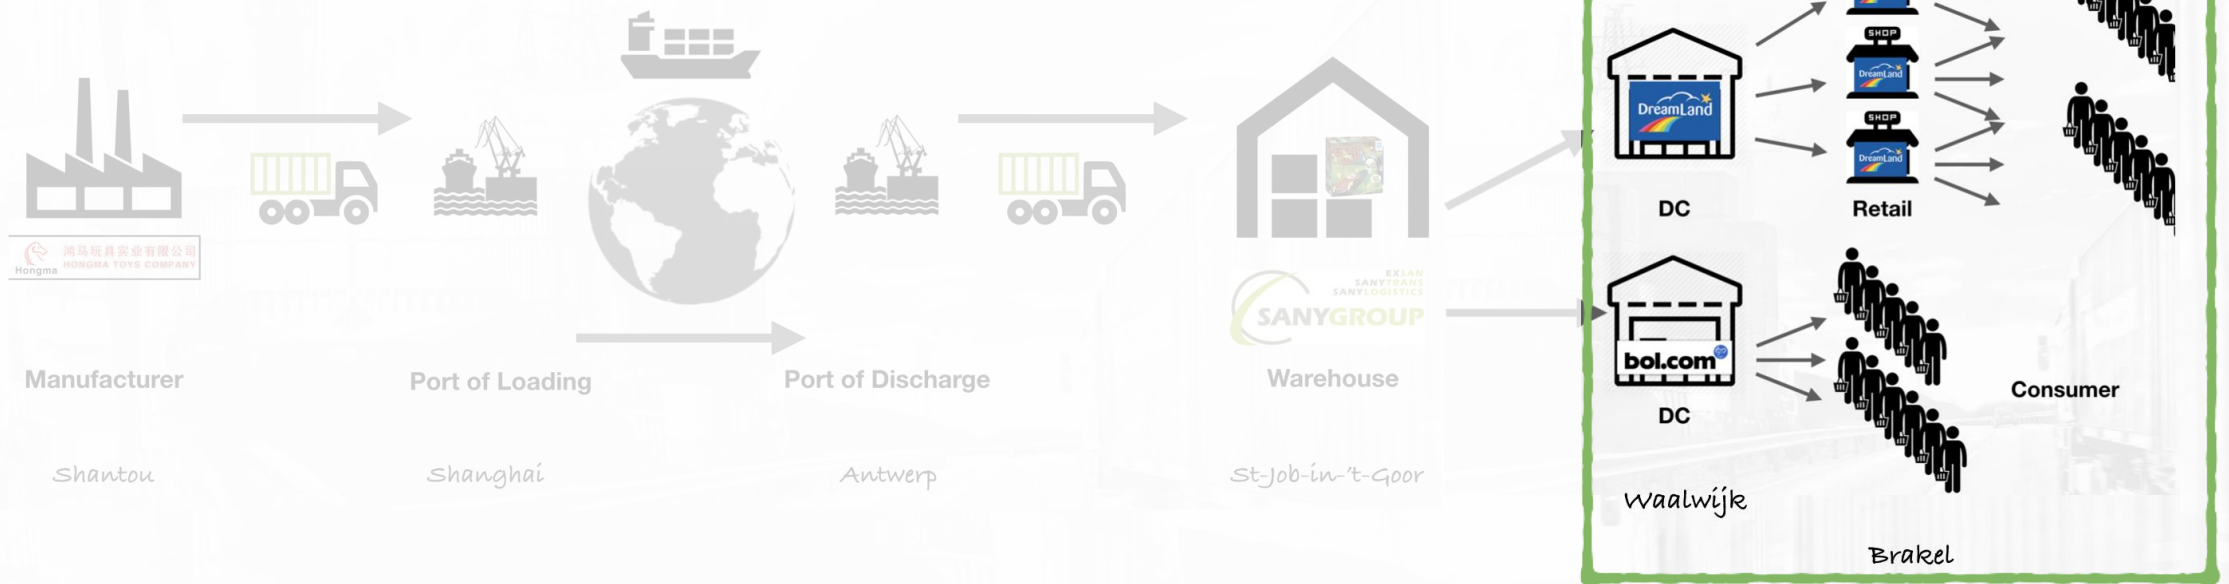 SHOP
DreamLand
DreamLand
SHOP
DreamLand
DC
Retail
鸿马玩具实业有限公司
HONGMA TOYS COMPANY
Hongma
EXSAN
SANYTRANS
SANYLOGISTICS
SANYGROUP
bol.com
Manufacturer
Port of Loading
Port of Discharge
Warehouse
DC
Consumer
Shantou
Shanghai
Antwerp
St-Job-in-'t-Goor
Waalwijk
Brakel